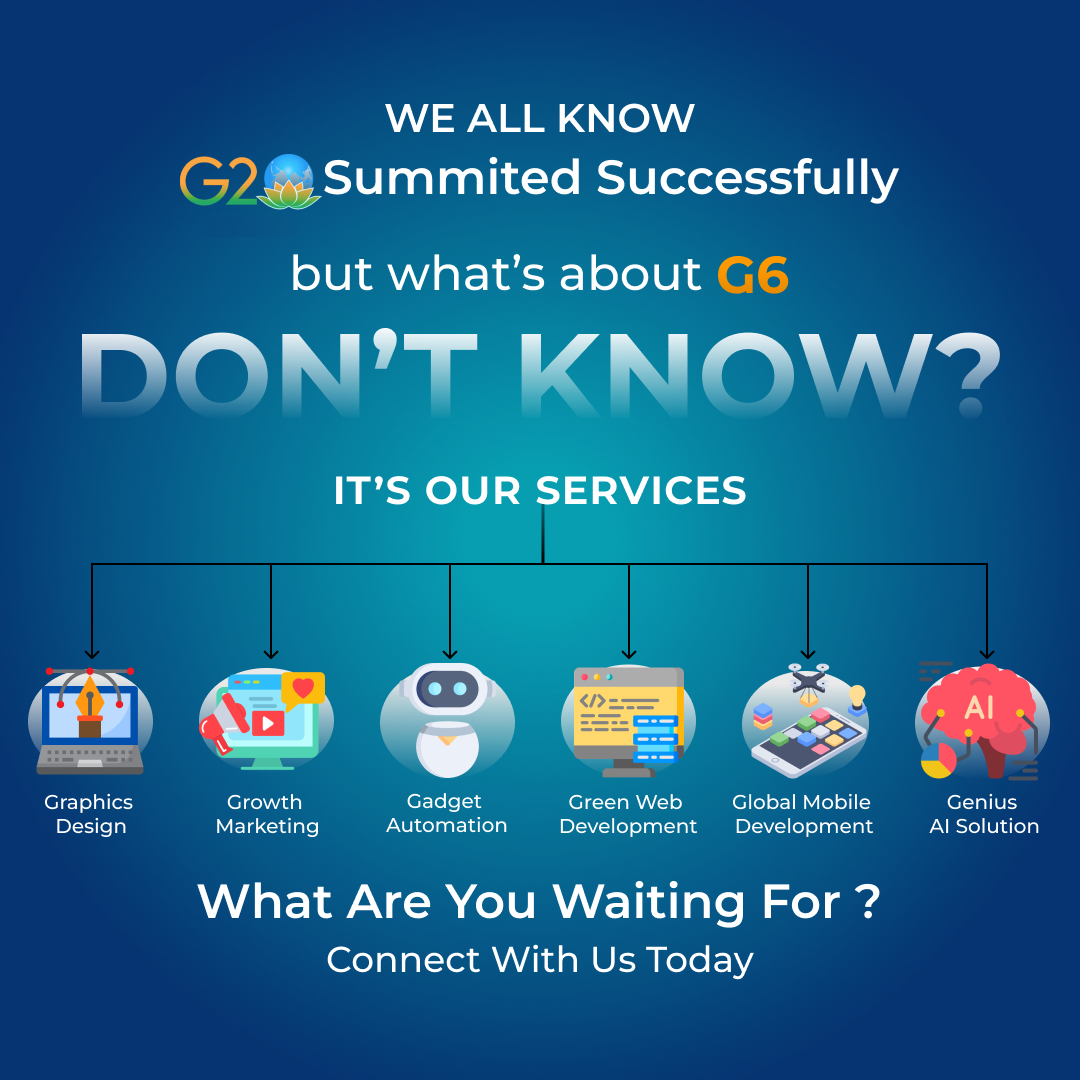 WE ALL KNOW
G20 Summited Successfully
but what's about G6
DON'T KNOW?
IT'S OUR SERVICES
AI
Graphics
Design
Growth
Marketing
Gadget
Automation
Green Web
Development
Global Mobile
Development
Genius
AI Solution
What Are You Waiting For ?
Connect With Us Today